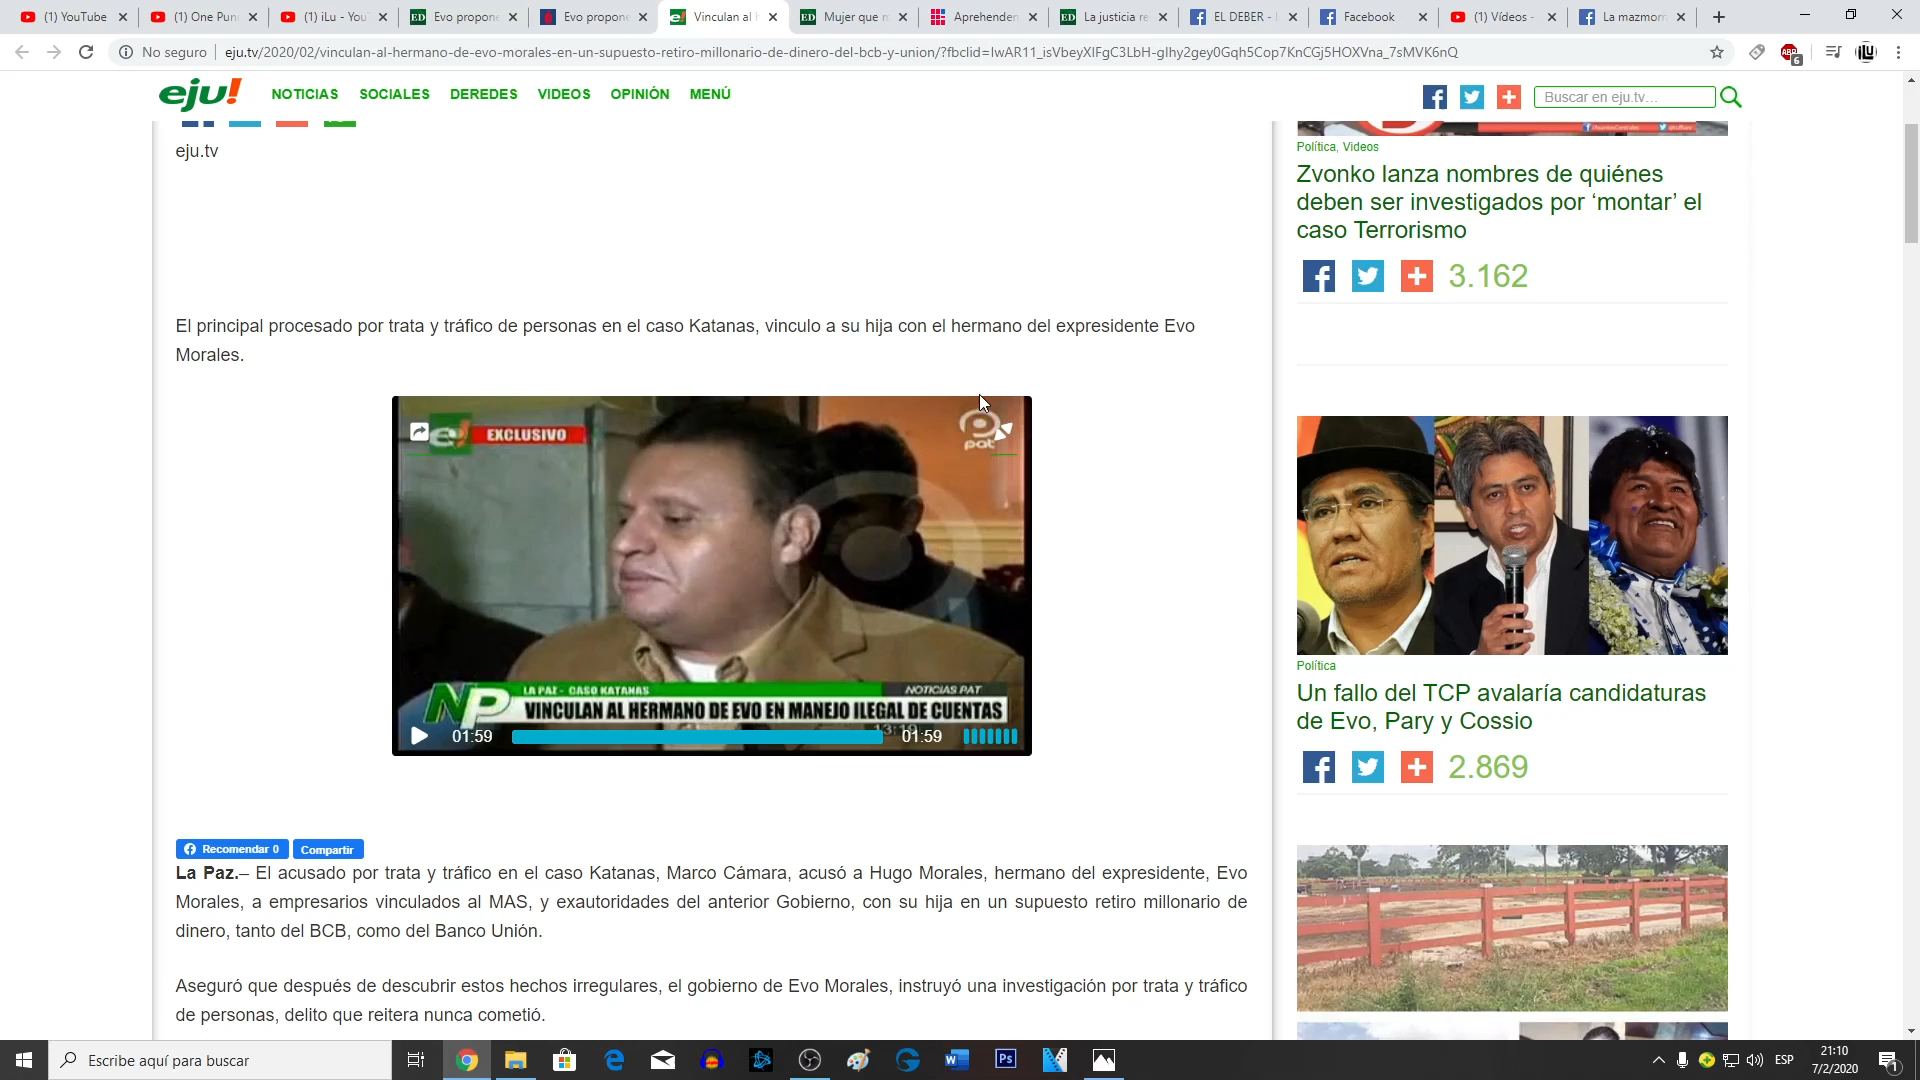 (1) YouTube
(1) One Pun
(1) iLu - You
Evo propone
Evo propone
Vinculan al h
Mujer que m
Aprehenden
La justicia re
EL DEBER -
Facebook
(1) Vídeos -
La mazmorr
No seguro
eju.tv/2020/02/vinculan-al-hermano-de-evo-morales-en-un-supuesto-retiro-millonario-de-dinero-del-bcb-y-union/?fbclid=IwAR11_isVbeyXIFgC3LbH-glhy2gey0Gqh5Cop7KnCGj5HOXVna_7sMVK6nQ
ABP
6
eju!
NOTICIAS SOCIALES DEREDES VIDEOS OPINIÓN MENÚ
Buscar en eju.tv...
eju.tv
El principal procesado por trata y tráfico de personas en el caso Katanas, vinculo a su hija con el hermano del expresidente Evo
Morales.
e!
EXCLUSIVO
pat
NP
LA PAZ - CASO KATANAS
NOTICIAS PAT
VINCULAN AL HERMANO DE EVO EN MANEJO ILEGAL DE CUENTAS
01:59
01:59
Recomendar 0
Compartir
La Paz.– El acusado por trata y tráfico en el caso Katanas, Marco Cámara, acusó a Hugo Morales, hermano del expresidente, Evo
Morales, a empresarios vinculados al MAS, y exautoridades del anterior Gobierno, con su hija en un supuesto retiro millonario de
dinero, tanto del BCB, como del Banco Unión.
Aseguró que después de descubrir estos hechos irregulares, el gobierno de Evo Morales, instruyó una investigación por trata y tráfico
de personas, delito que reitera nunca cometió.
Política, Videos
Zvonko lanza nombres de quiénes
deben ser investigados por ‘montar’ el
caso Terrorismo
3.162
Política
Un fallo del TCP avalaría candidaturas
de Evo, Pary y Cossio
2.869
Escribe aquí para buscar
ESP
21:10
7/2/2020
1